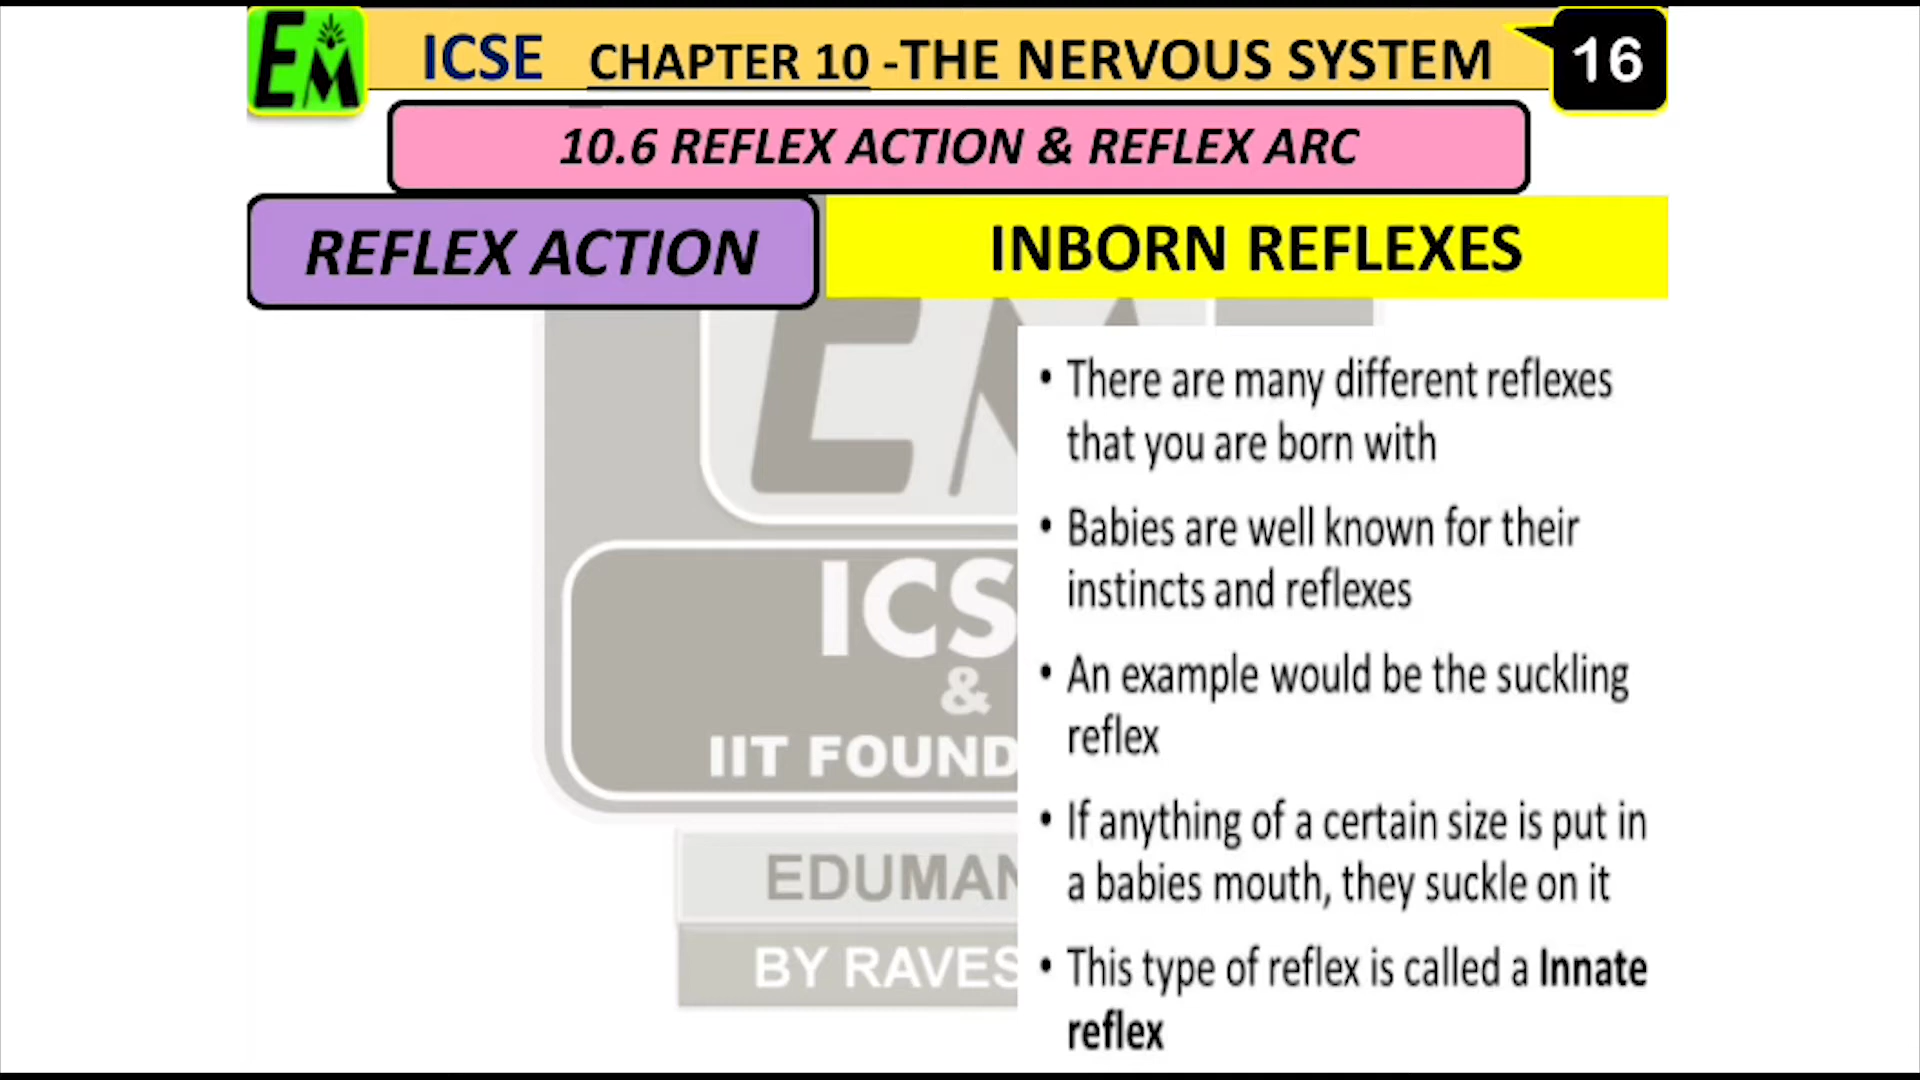 EM
ICSE CHAPTER 10 -THE NERVOUS SYSTEM
16
10.6 REFLEX ACTION & REFLEX ARC
REFLEX ACTION
INBORN REFLEXES
• There are many different reflexes
that you are born with
• Babies are well known for their
instincts and reflexes
• An example would be the suckling
reflex
• If anything of a certain size is put in
a babies mouth, they suckle on it
• This type of reflex is called a Innate
reflex
EM
ICS
&
IIT FOUND
EDUMAN
BY RAVES